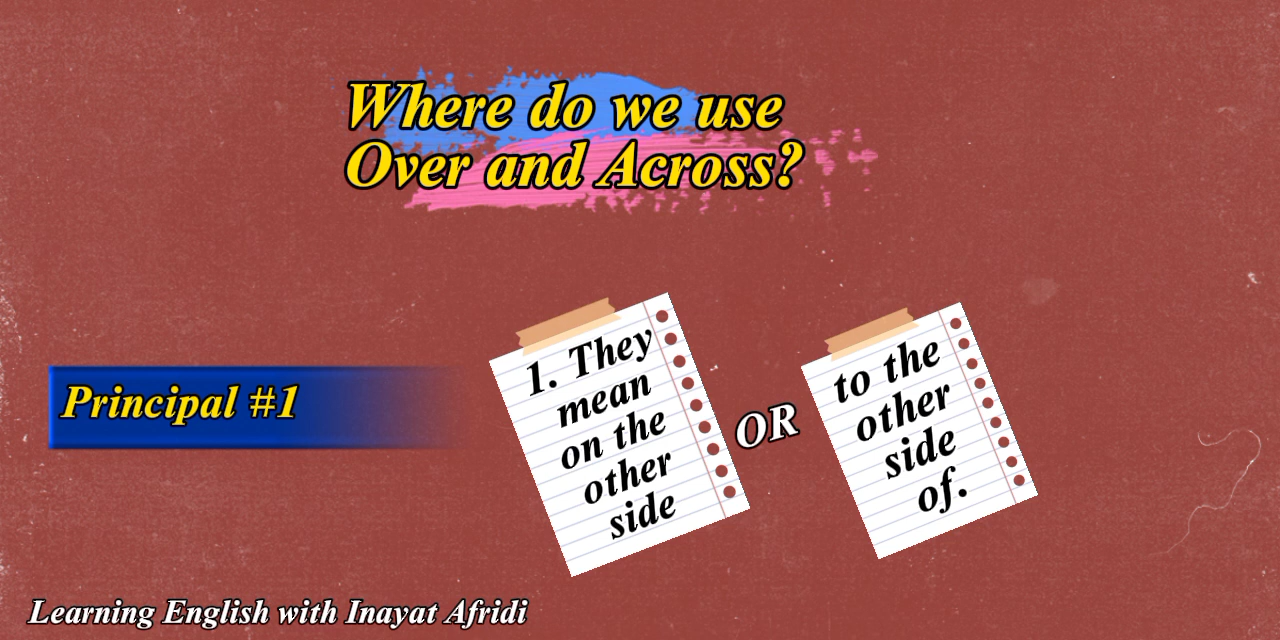 Where do we use
Over and Across?
Principal #1
1. They
mean
on the
other
side
OR
to the
other
side
of.
Learning English with Inayat Afridi